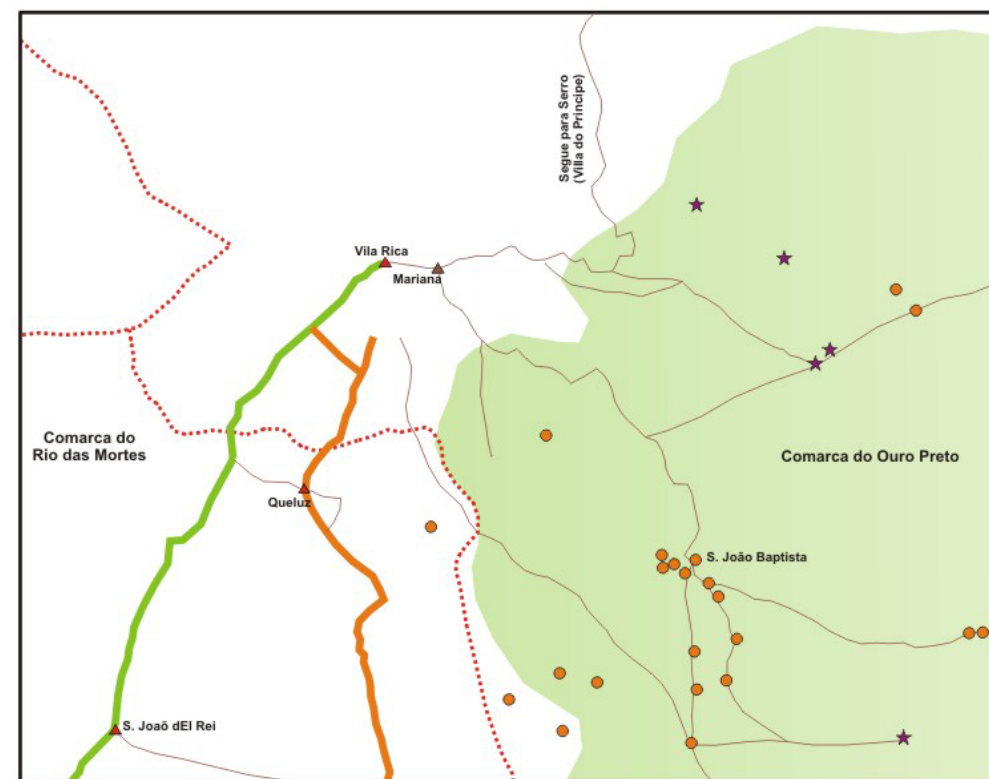 Segue para Serro
(Villa do Principe)
Vila Rica
Mariana
Comarca do
Rio das Mortes
Comarca do Ouro Preto
Queluz
S. João Baptista
S. Joaõ dEl Rei